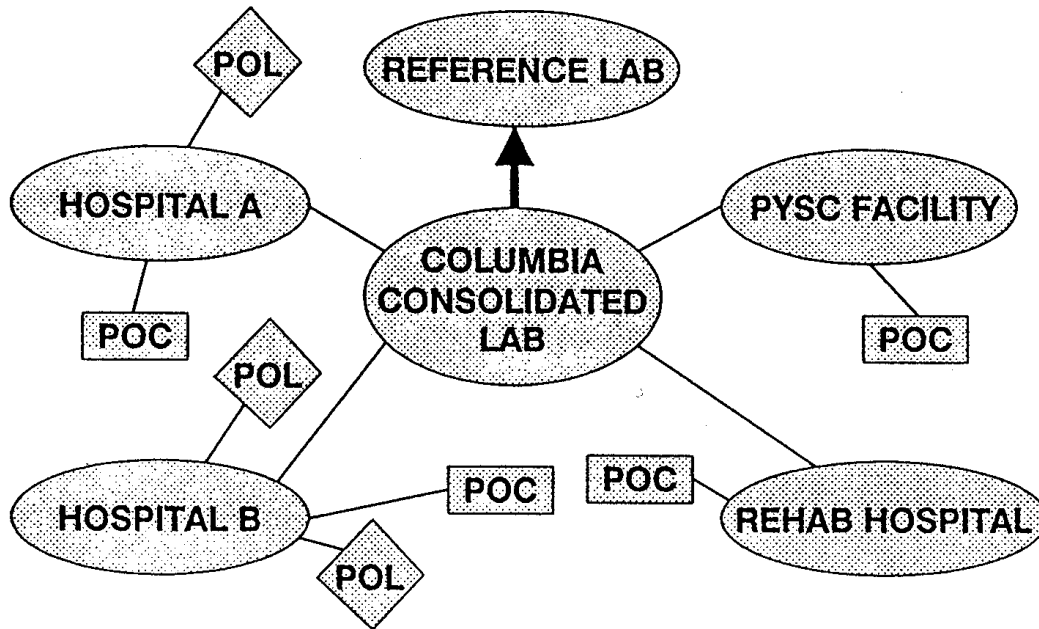 POL
REFERENCE LAB
HOSPITAL A
PYSC FACILITY
COLUMBIA
CONSOLIDATED
LAB
POC
POC
POL
POC
POC
HOSPITAL B
REHAB HOSPITAL
POL